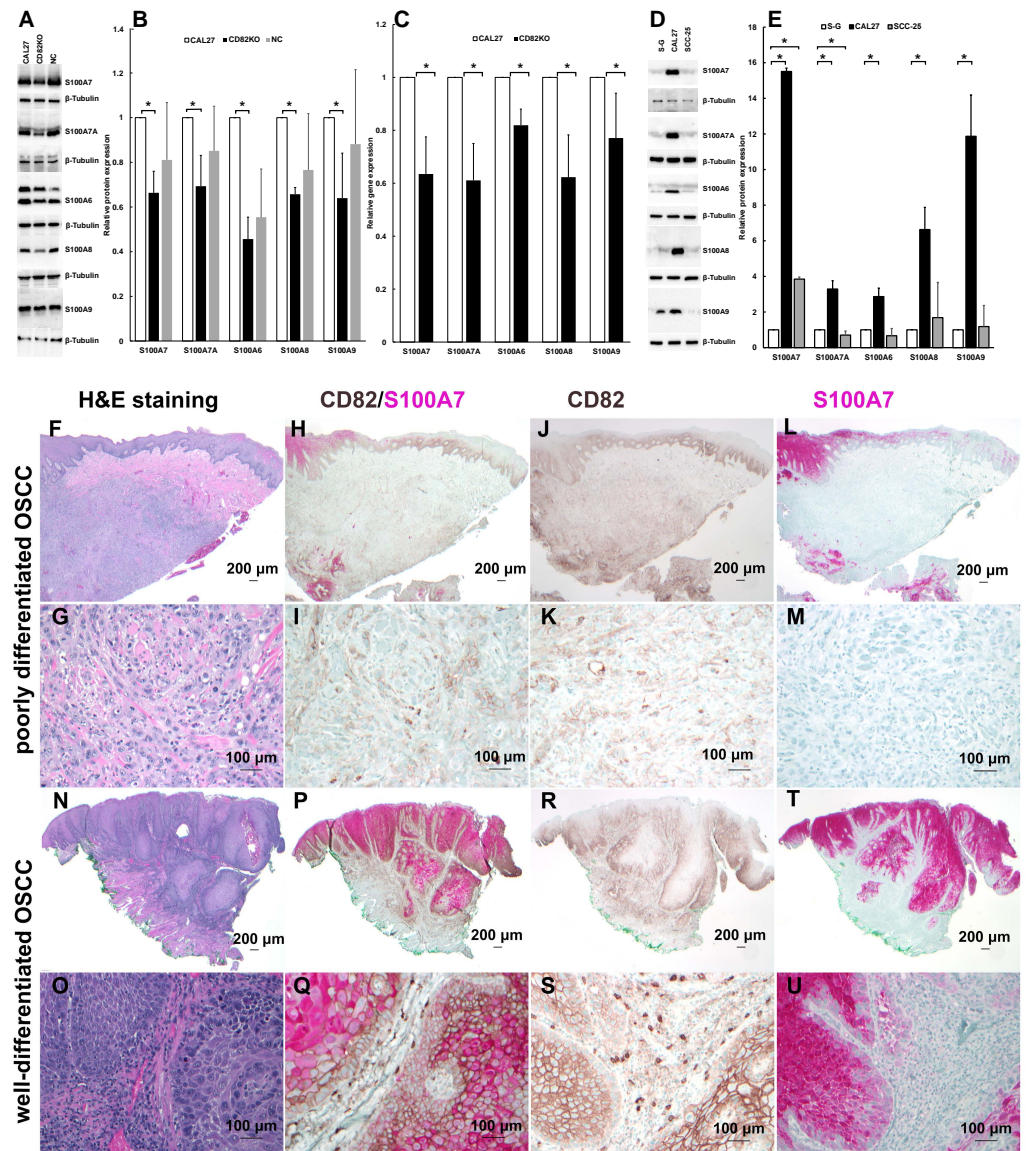 A
CAL27
CD82KO
NC
S100A7
β-Tubulin
S100A7A
β-Tubulin
S100A6
β-Tubulin
S100A8
β-Tubulin
S100A9
β-Tubulin
B
CAL27 CD82KO NC
Relative protein expression
1.4
1.2
1
0.8
0.6
0.4
0.2
0
* * * * *
S100A7 S100A7A S100A6 S100A8 S100A9
C
CAL27 CD82KO
Relative gene expression
1.2
1
0.8
0.6
0.4
0.2
0
* * * * *
S100A7 S100A7A S100A6 S100A8 S100A9
D
S-G
CAL27
SCC-25
S100A7
β-Tubulin
S100A7A
β-Tubulin
S100A6
β-Tubulin
S100A8
β-Tubulin
S100A9
β-Tubulin
E
S-G CAL27 SCC-25
Relative protein expression
18
16
14
12
10
8
6
4
2
0
* *
* * * * *
S100A7 S100A7A S100A6 S100A8 S100A9
H&E staining CD82/S100A7 CD82 S100A7
poorly differentiated OSCC
F H J L
200 µm 200 µm 200 µm 200 µm
G I K M
100 µm 100 µm 100 µm 100 µm
well-differentiated OSCC
N P R T
200 µm 200 µm 200 µm 200 µm
O Q S U
100 µm 100 µm 100 µm 100 µm